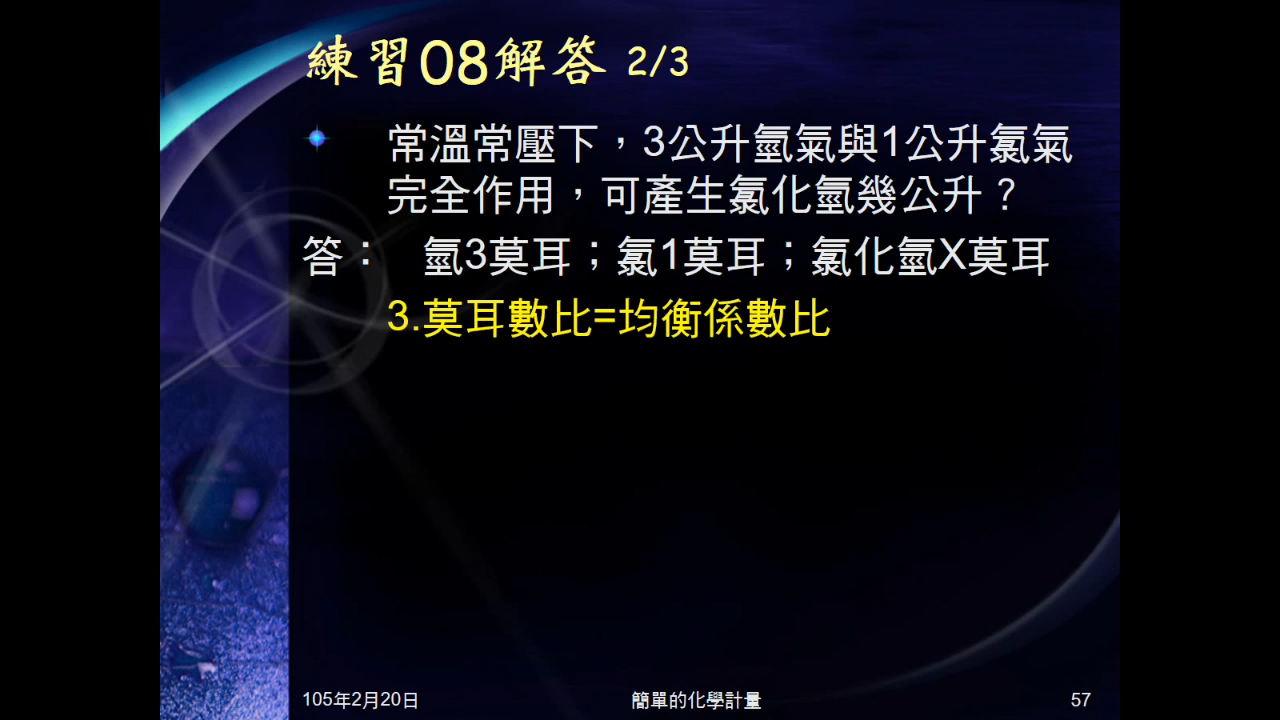 練習08解答 2/3
常溫常壓下，3公升氫氣與1公升氯氣
完全作用，可產生氯化氫幾公升？
答： 氫3莫耳；氯1莫耳；氯化氫X莫耳
3.莫耳數比=均衡係數比
105年2月20日 簡單的化學計量 57